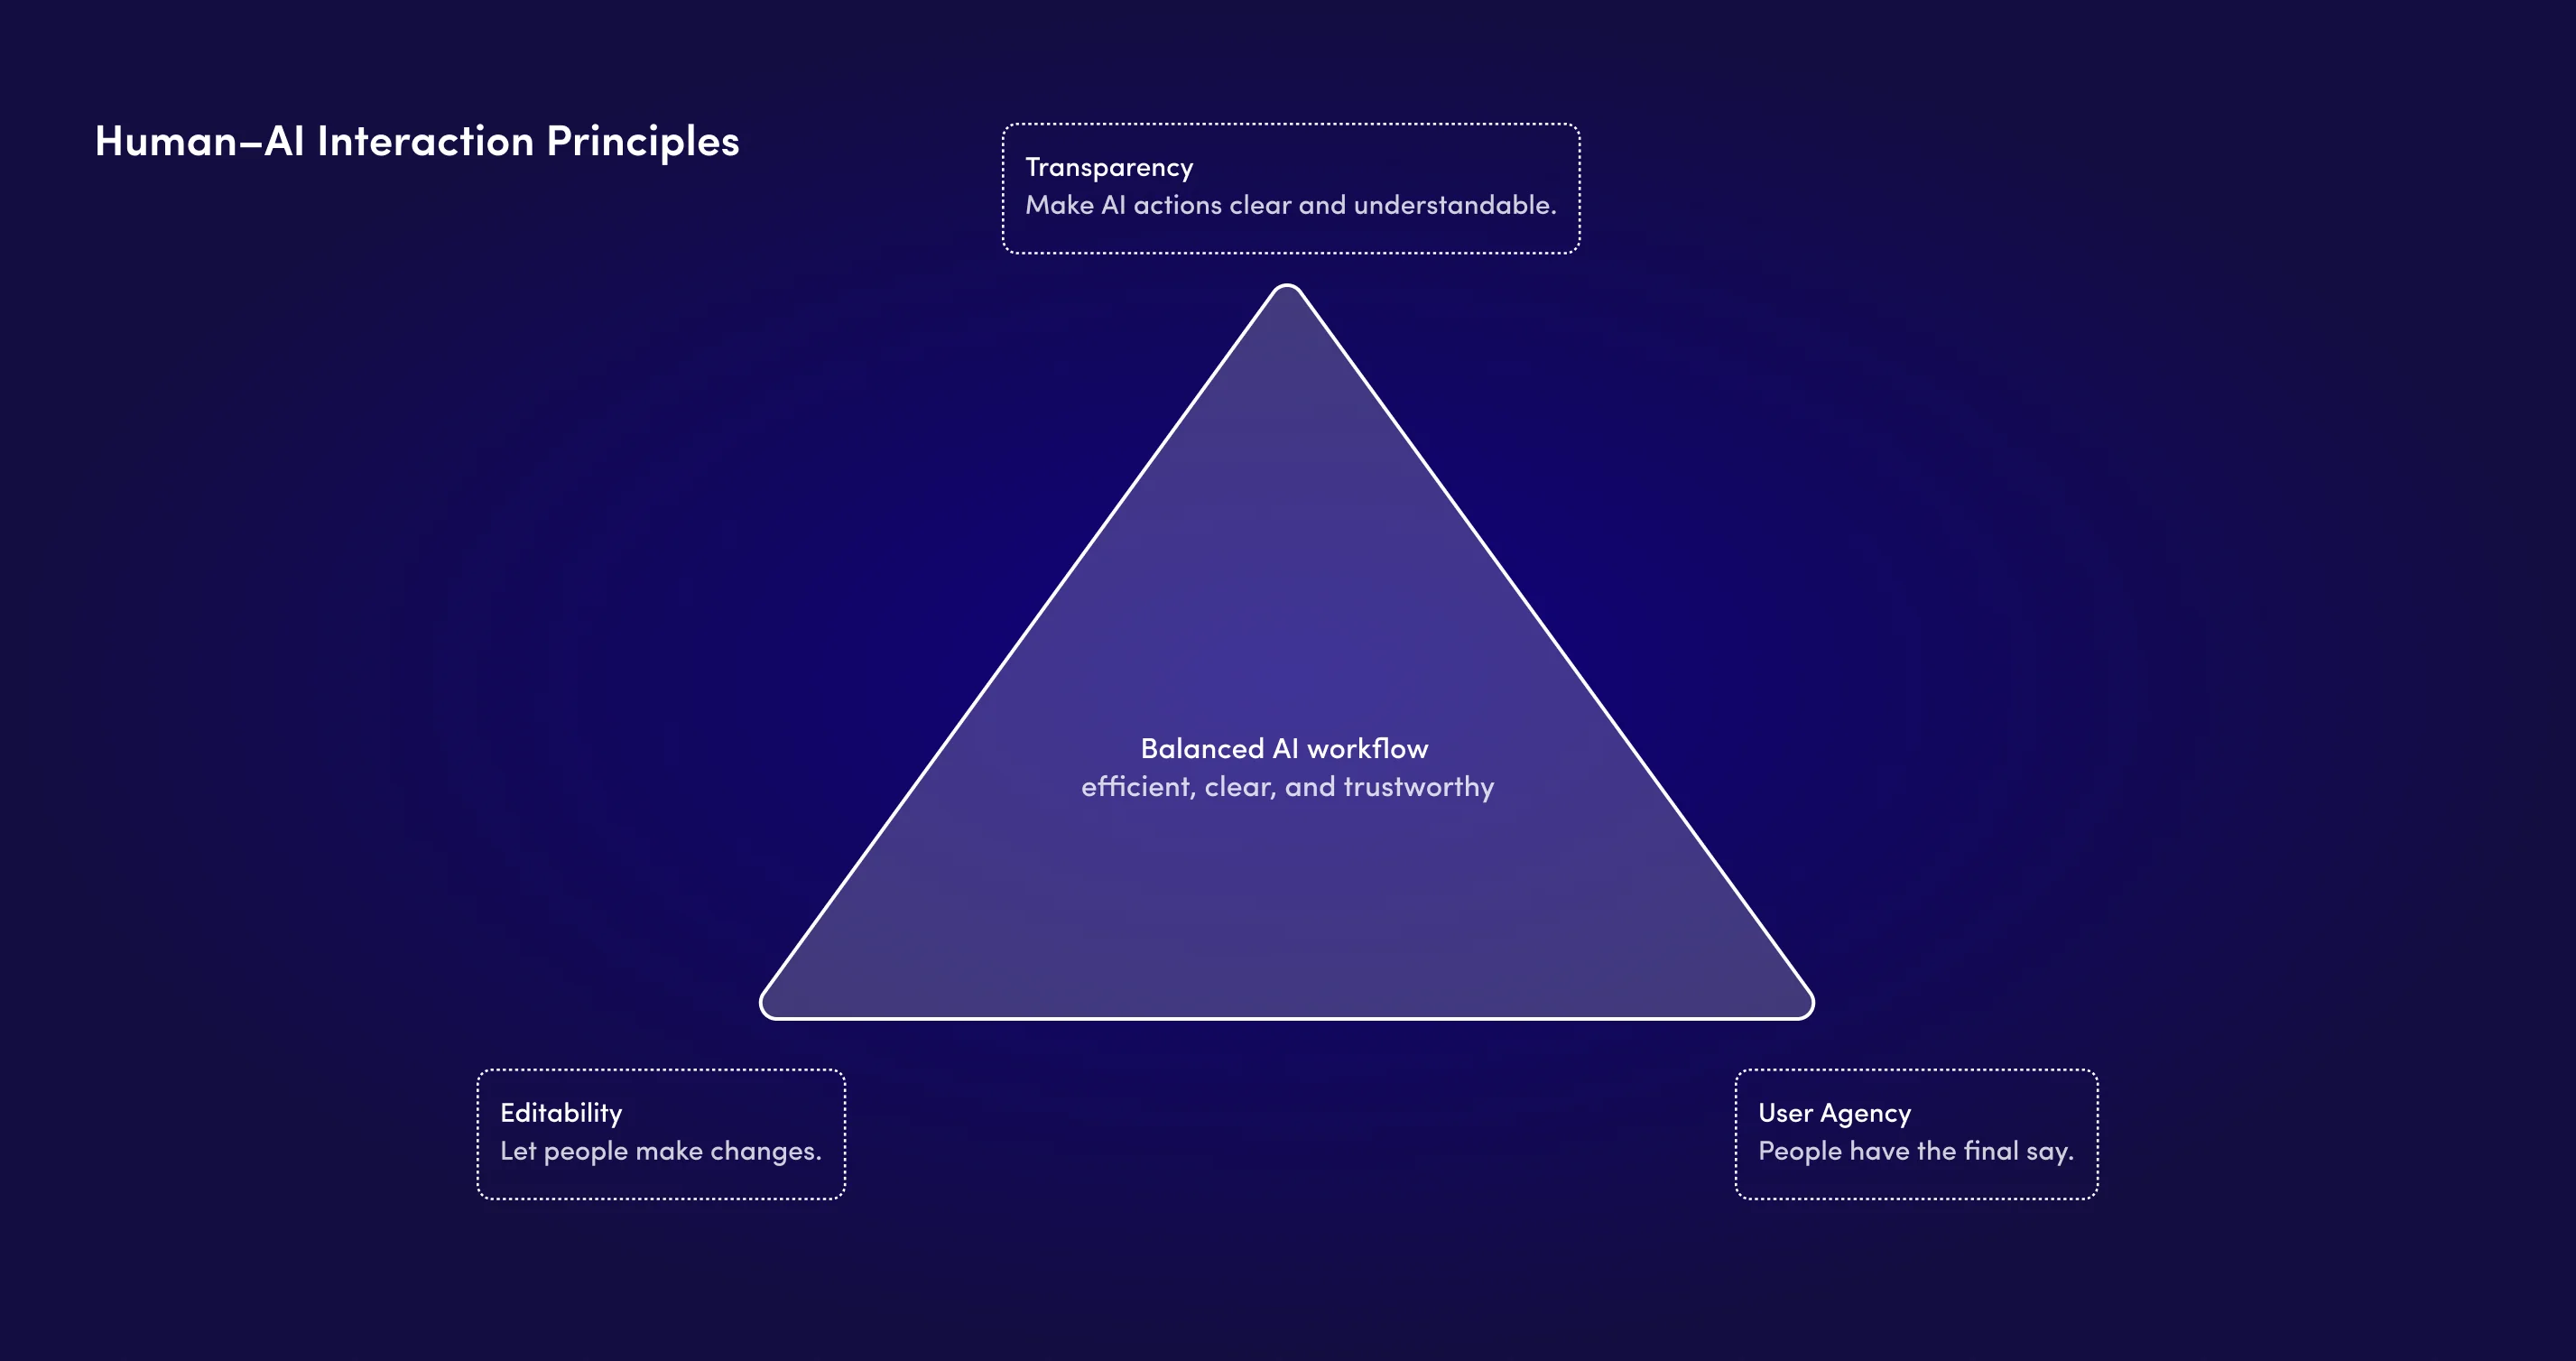 Human–AI Interaction Principles
Transparency
Make AI actions clear and understandable.
Balanced AI workflow
efficient, clear, and trustworthy
Editability
Let people make changes.
User Agency
People have the final say.